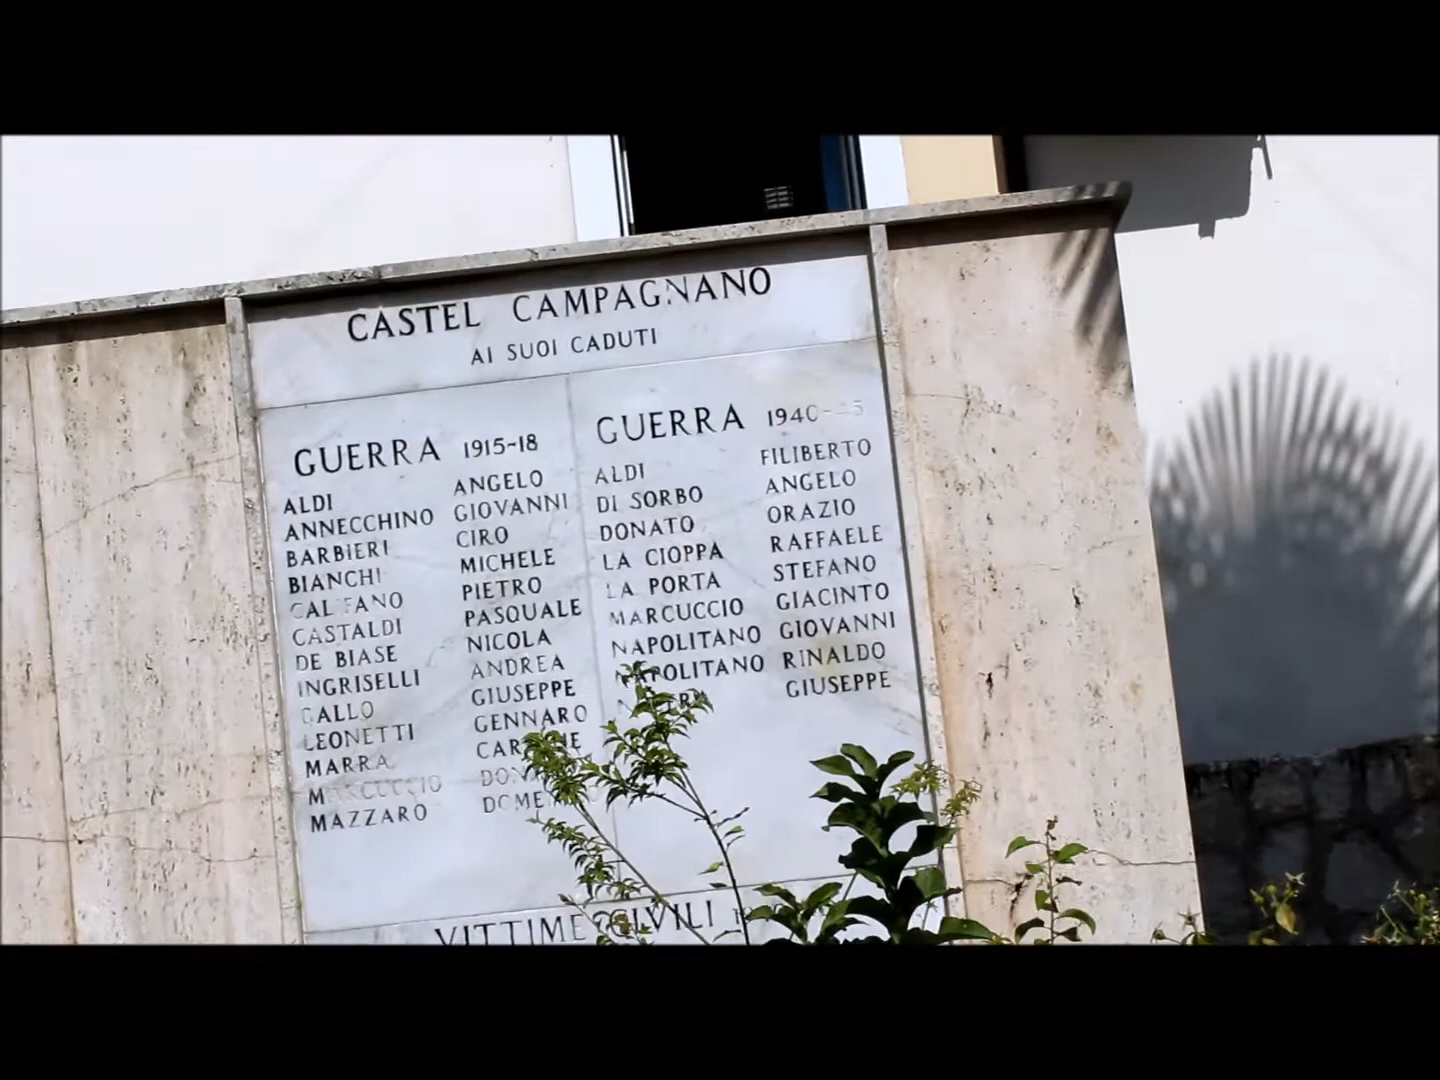 CASTEL CAMPAGNANO
AI SUOI CADUTI
GUERRA 1915-18
ALDI ANGELO
ANNECCHINO GIOVANNI
BARBIERI CIRO
BIANCHI MICHELE
CALIFANO PIETRO
CASTALDI PASQUALE
DE BIASE NICOLA
INGRISELLI ANDREA
GALLO GIUSEPPE
LEONETTI GENNARO
MARRA CARMINE
MARCUCCIO
MAZZARO
GUERRA 1940-45
ALDI FILIBERTO
DI SORBO ANGELO
DONATO ORAZIO
LA CIOPPA RAFFAELE
LA PORTA STEFANO
MARCUCCIO GIACINTO
NAPOLITANO GIOVANNI
NAPOLITANO RINALDO
GIUSEPPE
VITTIME CIVILI